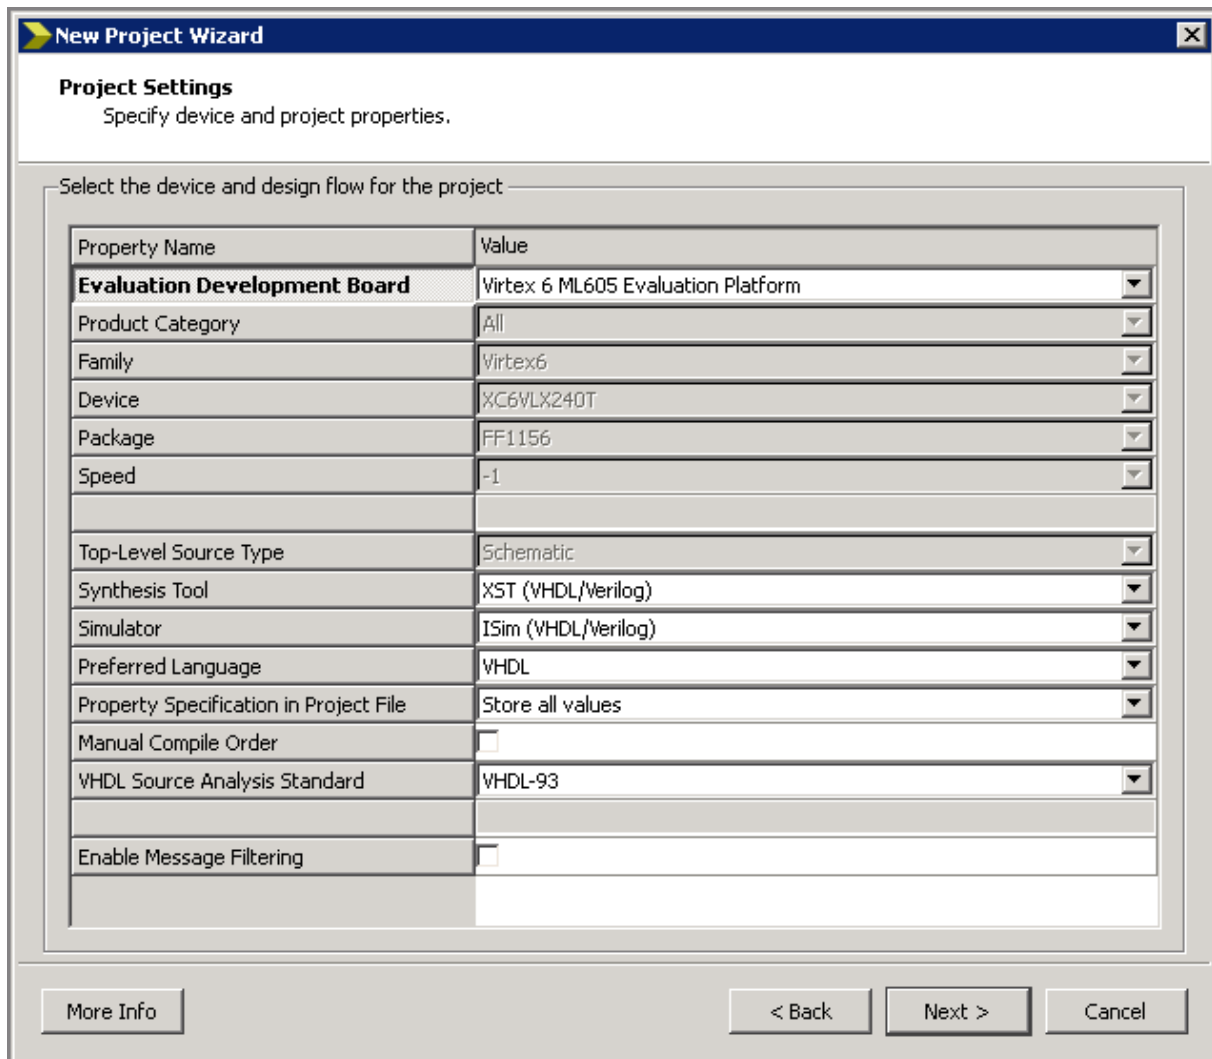 New Project Wizard
Project Settings
Specify device and project properties.
Select the device and design flow for the project
Property Name Value
Evaluation Development Board Virtex 6 ML605 Evaluation Platform
Product Category All
Family Virtex6
Device XC6VLX240T
Package FF1156
Speed -1
Top-Level Source Type Schematic
Synthesis Tool XST (VHDL/Verilog)
Simulator ISim (VHDL/Verilog)
Preferred Language VHDL
Property Specification in Project File Store all values
Manual Compile Order
VHDL Source Analysis Standard VHDL-93
Enable Message Filtering
More Info < Back Next > Cancel